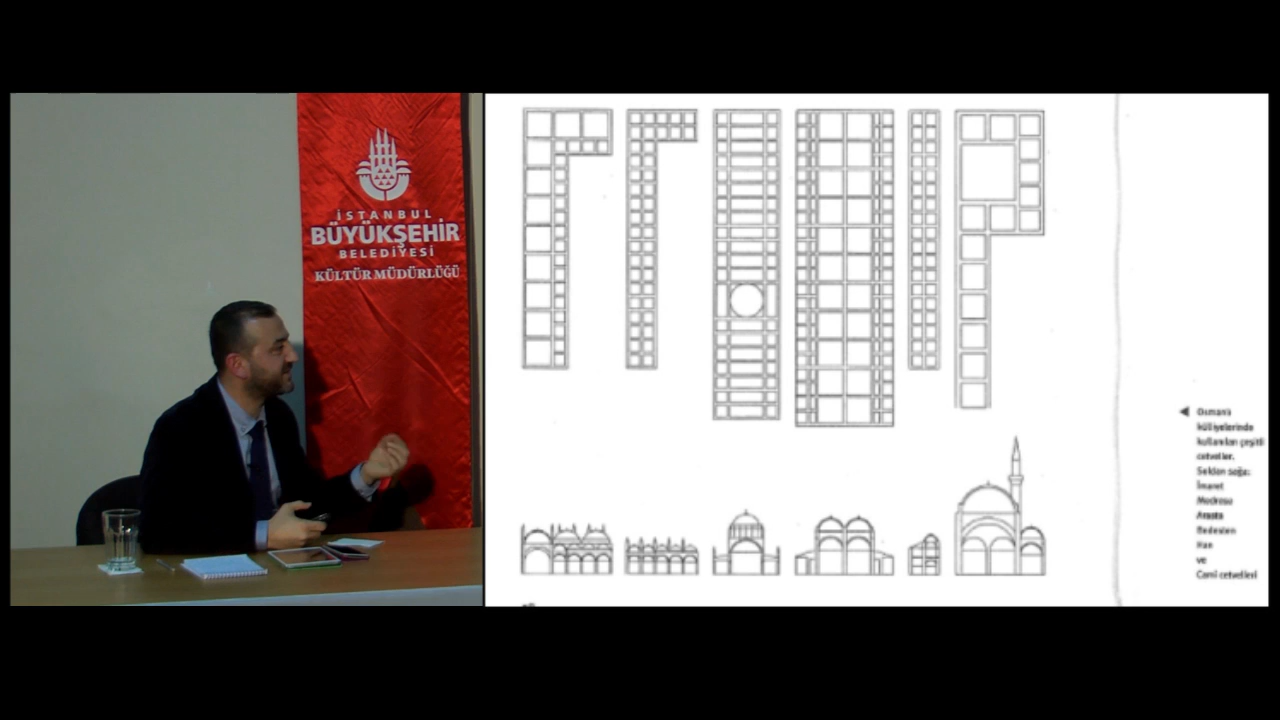 İSTANBUL
BÜYÜKŞEHİR
BELEDİYESİ
KÜLTÜR MÜDÜRLÜĞÜ
Osmanlı
külliyelerinde
kullanılan çeşitli
cetveller.
Soldan sağa:
İmaret
Medrese
Arasta
Bedesten
Han
ve
Cami cetvelleri